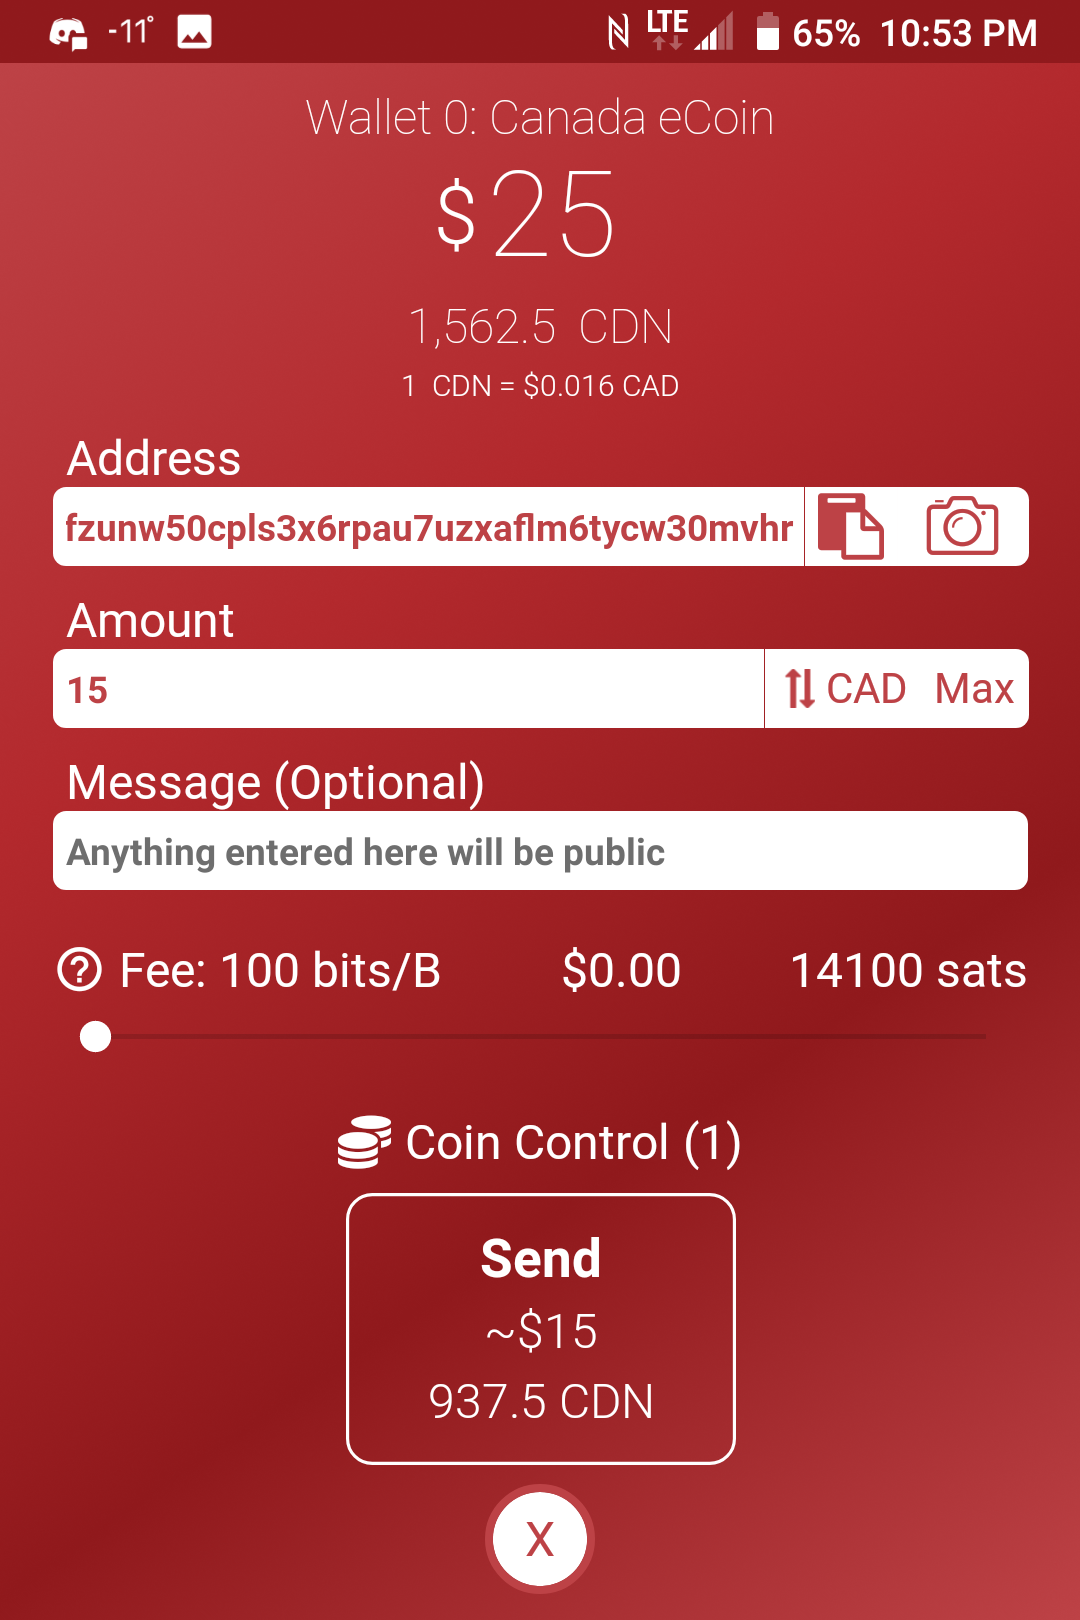 -11° LTE 65% 10:53 PM
Wallet 0: Canada eCoin
$25
1,562.5 CDN
1 CDN = $0.016 CAD
Address
fzunw50cpls3x6rpau7uzxaflm6tycw30mvhr
Amount
15 CAD Max
Message (Optional)
Anything entered here will be public
Fee: 100 bits/B $0.00 14100 sats
Coin Control (1)
Send
~$15
937.5 CDN
X